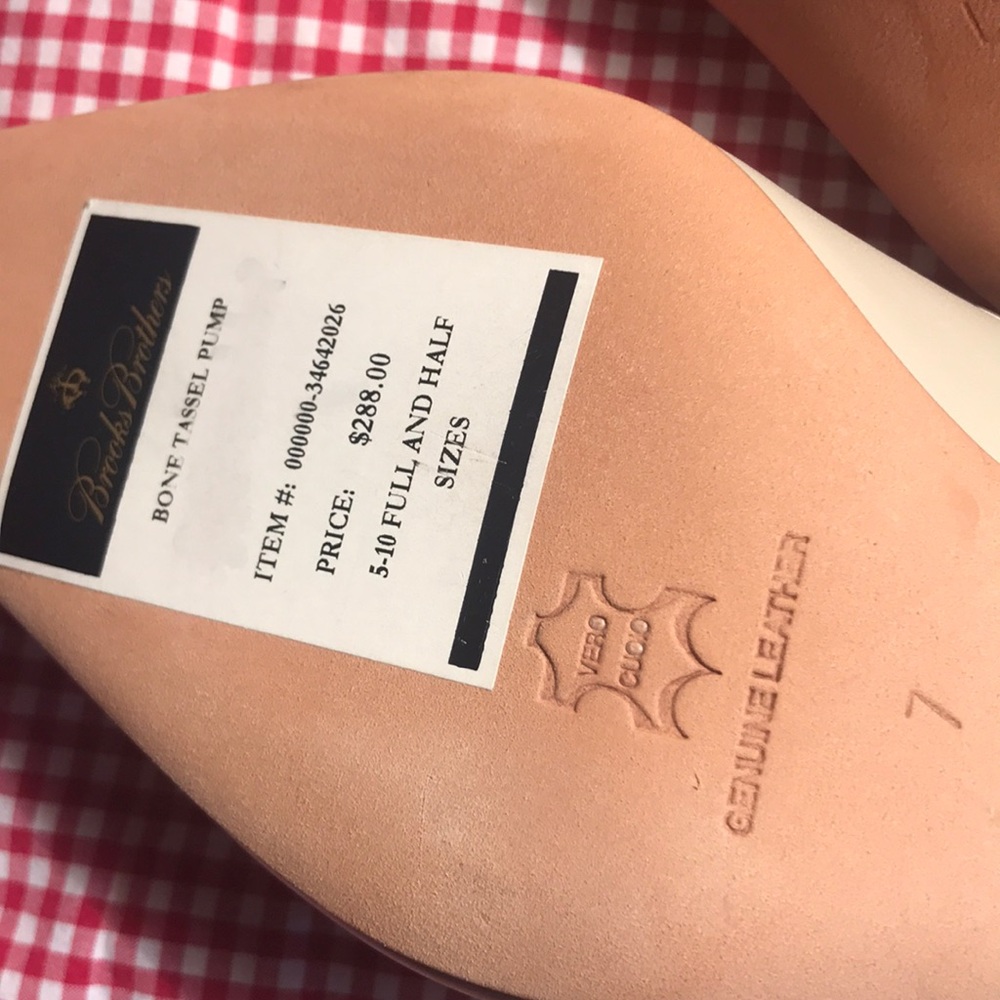 Brooks Brothers
BONE TASSEL PUMP
ITEM #: 000000-34642026
PRICE: $288.00
5-10 FULL AND HALF
SIZES
VERO
CUOIO
GENUINE LEATHER
7